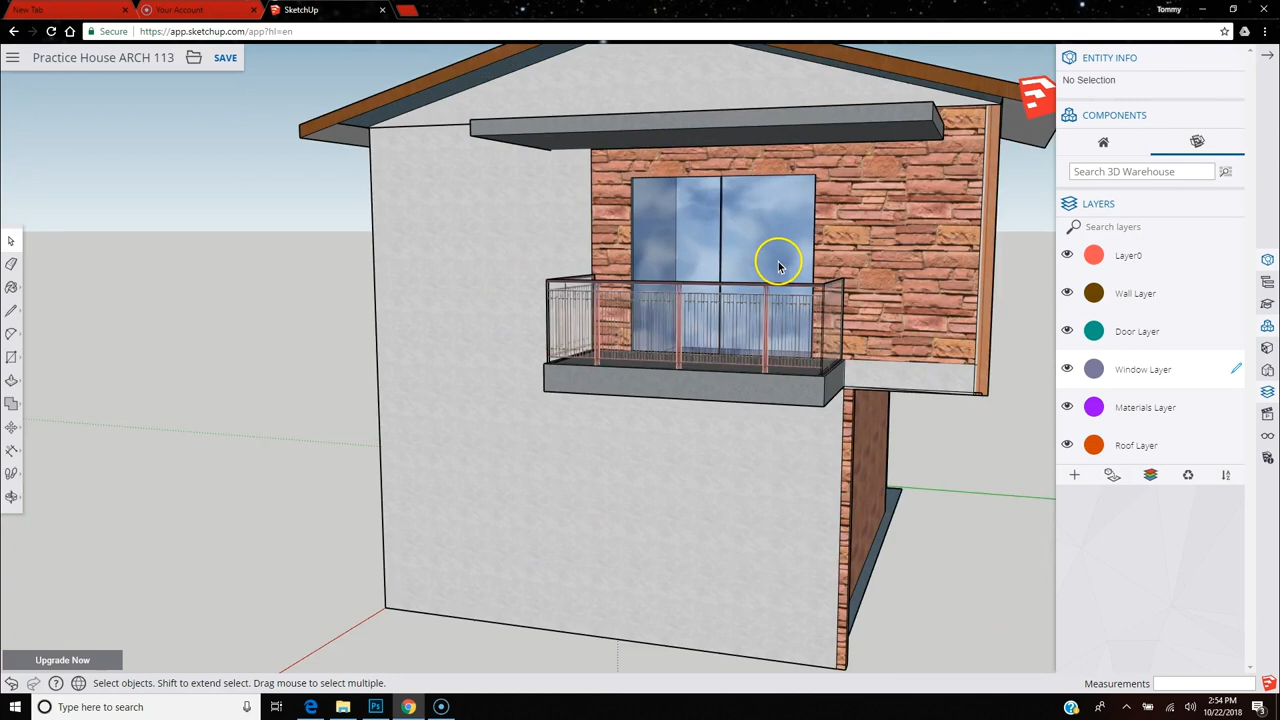 New Tab
Your Account
SketchUp
Tommy
Secure
https://app.sketchup.com/app?hl=en
Practice House ARCH 113
SAVE
ENTITY INFO
No Selection
COMPONENTS
Search 3D Warehouse
LAYERS
Search layers
Layer0
Wall Layer
Door Layer
Window Layer
Materials Layer
Roof Layer
Upgrade Now
Select objects. Shift to extend select. Drag mouse to select multiple.
Measurements
Type here to search
2:54 PM
10/22/2018